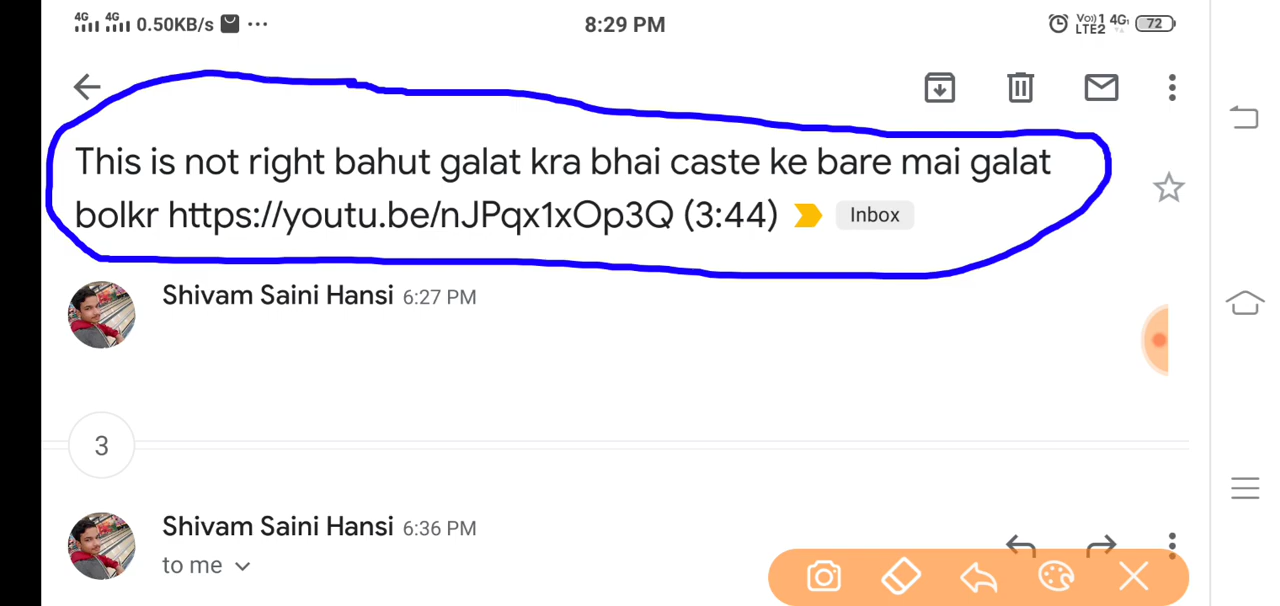 4G 4G 0.50KB/s ... 8:29 PM Vo)) 1 LTE2 4G 72
This is not right bahut galat kra bhai caste ke bare mai galat
bolkr https://youtu.be/nJPqx1xOp3Q (3:44) Inbox
Shivam Saini Hansi 6:27 PM
3
Shivam Saini Hansi 6:36 PM
to me